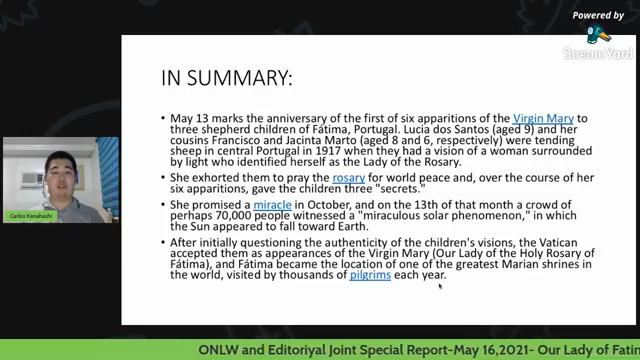 Powered by
StreamYard
IN SUMMARY:
• May 13 marks the anniversary of the first of six apparitions of the Virgin Mary to
three shepherd children of Fátima, Portugal. Lucia dos Santos (aged 9) and her
cousins Francisco and Jacinta Marto (aged 8 and 6, respectively) were tending
sheep in central Portugal in 1917 when they had a vision of a woman surrounded
by light who identified herself as the Lady of the Rosary.
• She exhorted them to pray the rosary for world peace and, over the course of her
six apparitions, gave the children three "secrets."
• She promised a miracle in October, and on the 13th of that month a crowd of
perhaps 70,000 people witnessed a "miraculous solar phenomenon," in which
the Sun appeared to fall toward Earth.
• After initially questioning the authenticity of the children's visions, the Vatican
accepted them as appearances of the Virgin Mary (Our Lady of the Holy Rosary of
Fátima), and Fátima became the location of one of the greatest Marian shrines in
the world, visited by thousands of pilgrims each year.
Carlos Kanahashi
ONLW and Editoriyal Joint Special Report-May 16,2021- Our Lady of Fatim